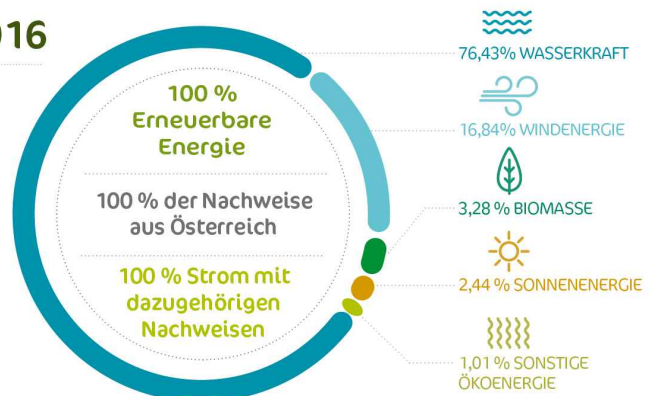 016
100 %
Erneuerbare
Energie
100 % der Nachweise
aus Österreich
100 % Strom mit
dazugehörigen
Nachweisen
76,43% WASSERKRAFT
16,84% WINDENERGIE
3,28 % BIOMASSE
2,44 % SONNENENERGIE
1,01 % SONSTIGE
ÖKOENERGIE